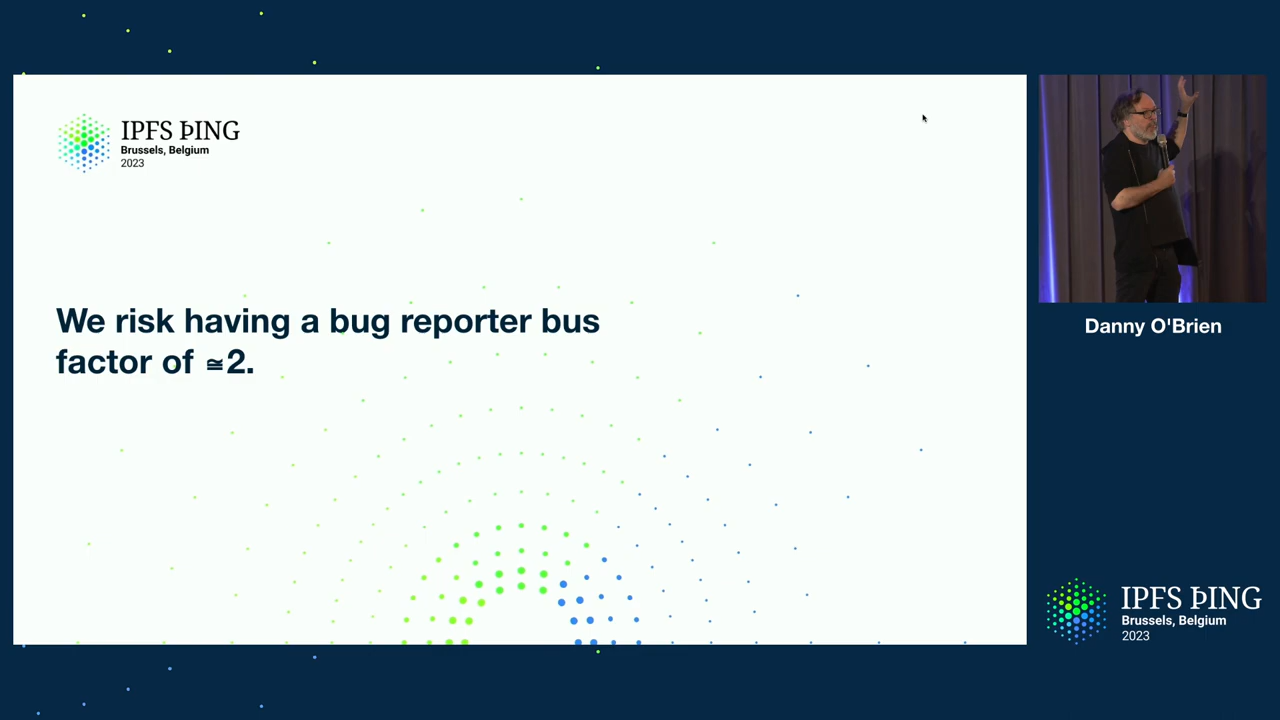 IPFS ÞING
Brussels, Belgium
2023
We risk having a bug reporter bus
factor of ≅2.
Danny O'Brien
IPFS ÞING
Brussels, Belgium
2023